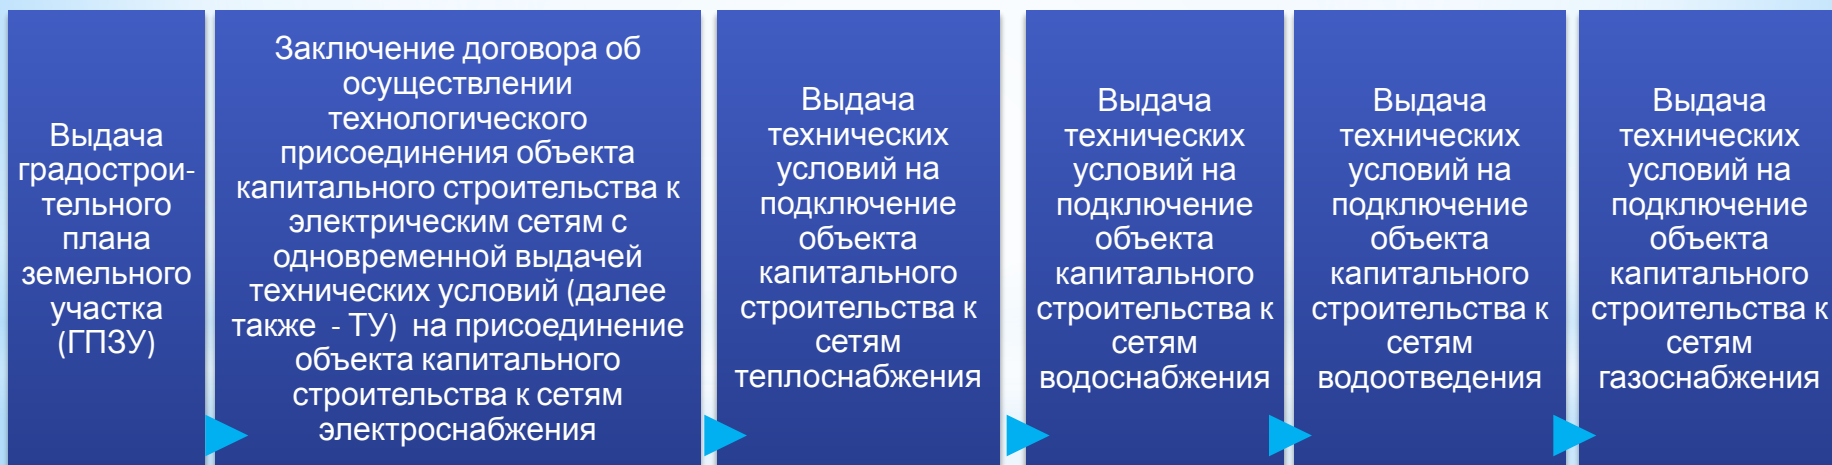 Выдача
градострои-
тельного
плана
земельного
участка
(ГПЗУ)
Заключение договора об
осуществлении
технологического
присоединения объекта
капитального строительства к
электрическим сетям с
одновременной выдачей
технических условий (далее
также - ТУ) на присоединение
объекта капитального
строительства к сетям
электроснабжения
Выдача
технических
условий на
подключение
объекта
капитального
строительства к
сетям
теплоснабжения
Выдача
технических
условий на
подключение
объекта
капитального
строительства к
сетям
водоснабжения
Выдача
технических
условий на
подключение
объекта
капитального
строительства к
сетям
водоотведения
Выдача
технических
условий на
подключение
объекта
капитального
строительства к
сетям
газоснабжения